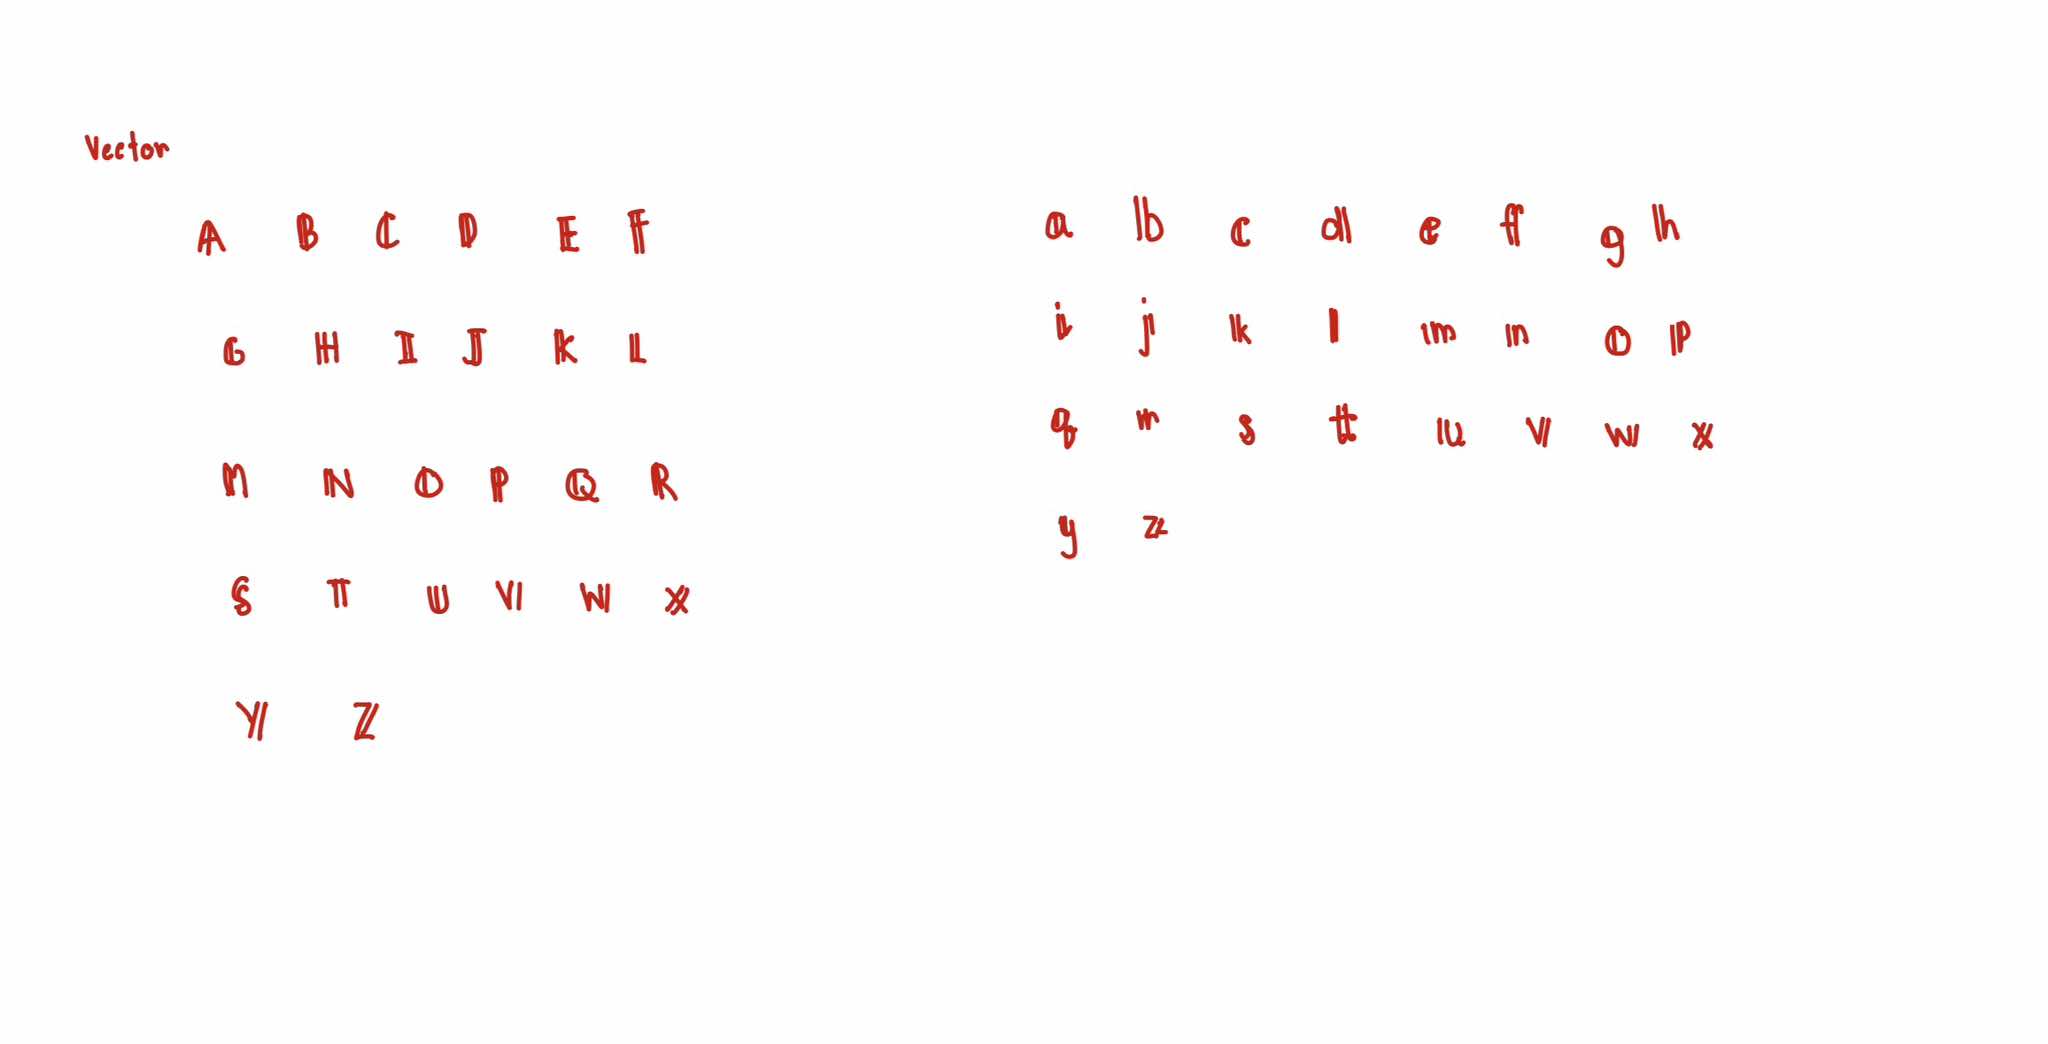 Vector
𝔸 𝔹 ℂ 𝔻 𝔼 𝔽
𝔾 ℍ 𝕀 𝕁 𝕂 𝕃
𝕄 ℕ 𝕆 ℙ ℚ ℝ
𝕊 𝕋 𝕌 𝕍 𝕎 𝕏
𝕐 ℤ
𝕒 𝕓 𝕔 𝕕 𝕖 𝕗 𝕘 𝕙
𝕚 𝕛 𝕜 𝕝 𝕞 𝕟 𝕠 𝕡
𝕢 𝕣 𝕤 𝕥 𝕦 𝕧 𝕨 𝕩
𝕪 𝕫